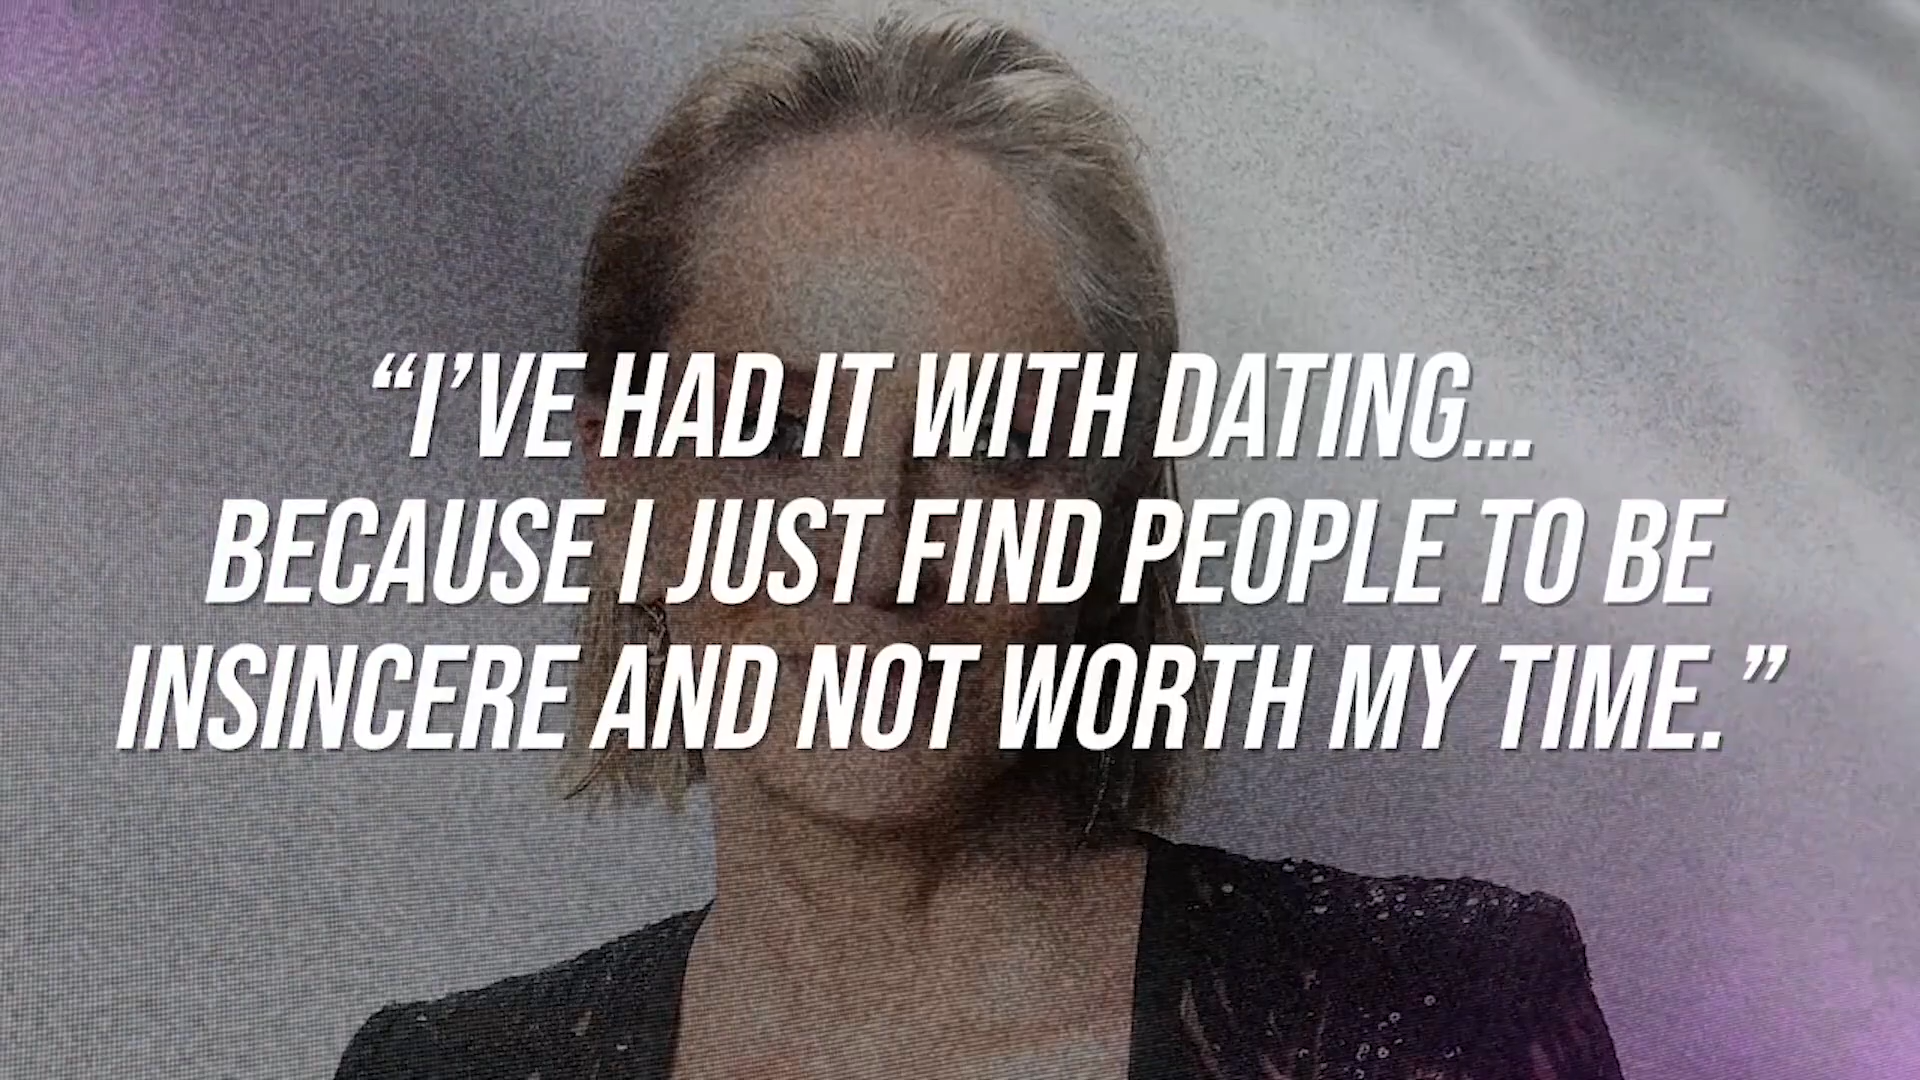 “I’VE HAD IT WITH DATING...
BECAUSE I JUST FIND PEOPLE TO BE
INSINCERE AND NOT WORTH MY TIME.”